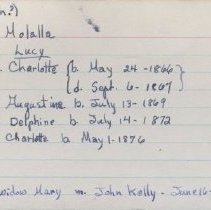 n?)
Molalla
Lucy
Charlotte {b. May 24 -1866}
{d. Sept. 6 -1867}
Augustine b. July 13 - 1869
Delphine b. July 14 - 1872
Charlotte b. May 1 - 1876
widow Mary m. John Kelly - June 16-